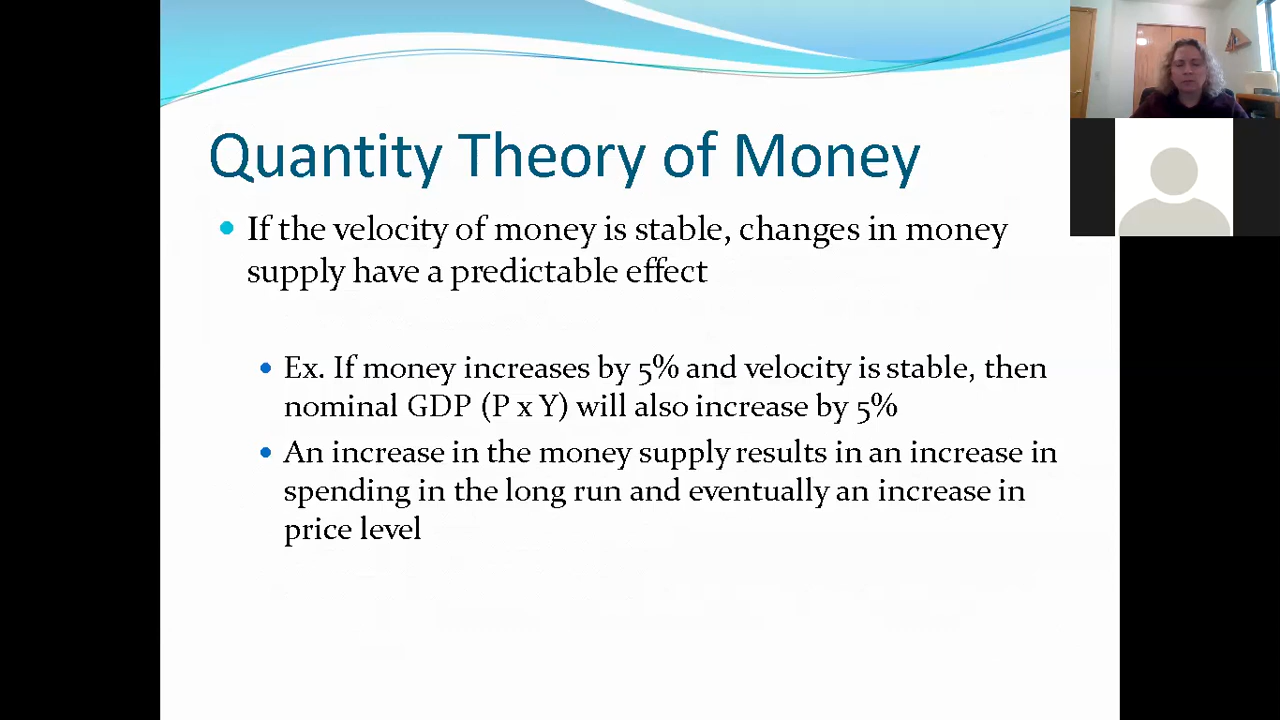 Quantity Theory of Money
If the velocity of money is stable, changes in money
supply have a predictable effect
Ex. If money increases by 5% and velocity is stable, then
nominal GDP (P x Y) will also increase by 5%
An increase in the money supply results in an increase in
spending in the long run and eventually an increase in
price level